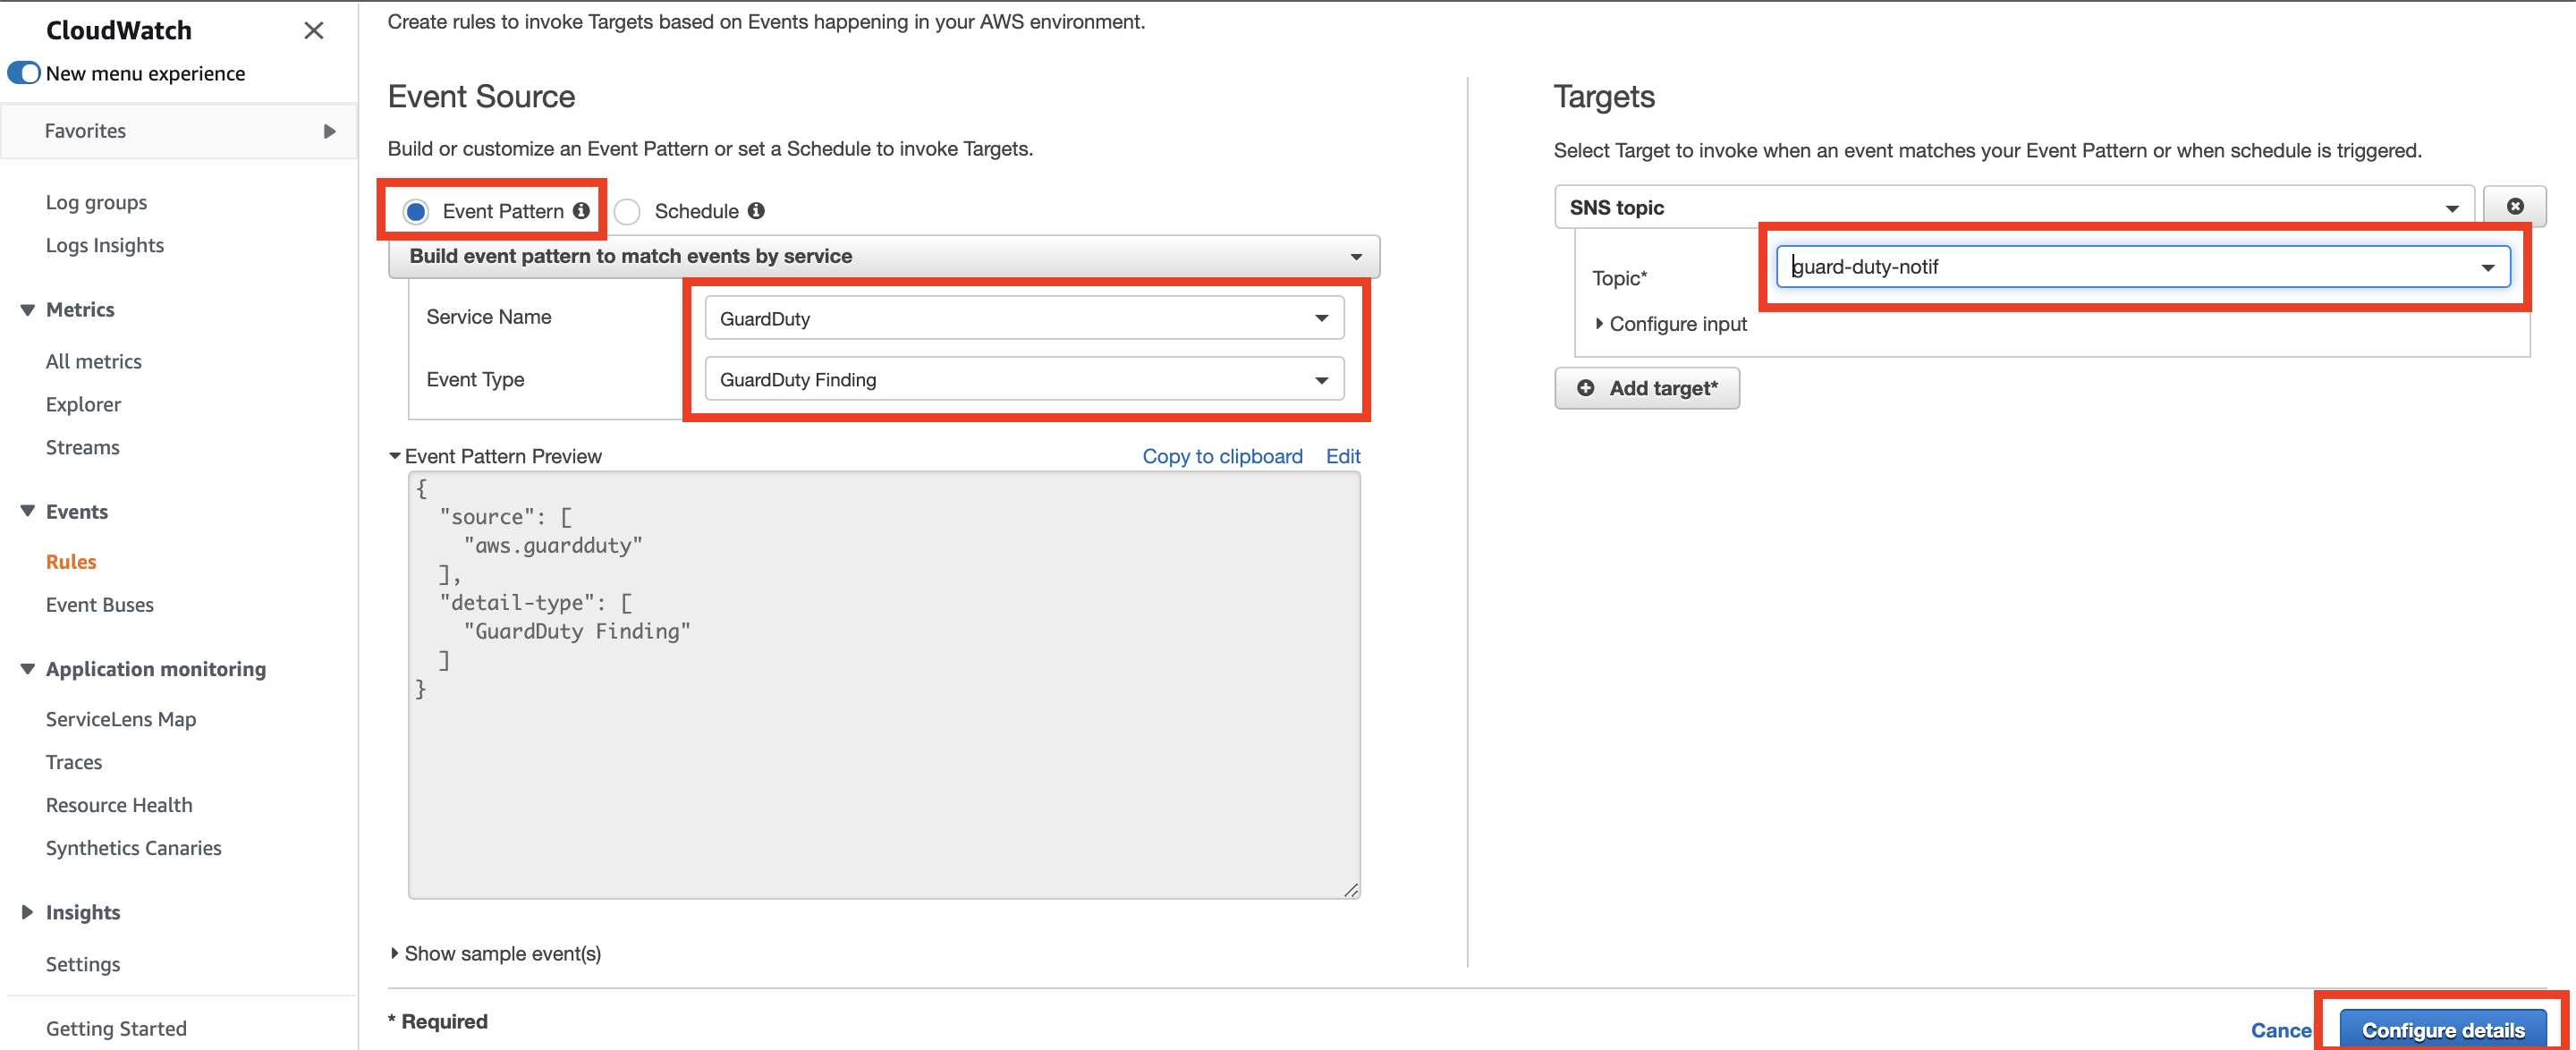 CloudWatch
New menu experience
Favorites
Log groups
Logs Insights
Metrics
All metrics
Explorer
Streams
Events
Rules
Event Buses
Application monitoring
ServiceLens Map
Traces
Resource Health
Synthetics Canaries
Insights
Settings
Getting Started
Create rules to invoke Targets based on Events happening in your AWS environment.
Event Source
Build or customize an Event Pattern or set a Schedule to invoke Targets.
Event Pattern Schedule
Build event pattern to match events by service
Service Name GuardDuty
Event Type GuardDuty Finding
Event Pattern Preview Copy to clipboard Edit
{
"source": [
"aws.guardduty"
],
"detail-type": [
"GuardDuty Finding"
]
}
Show sample event(s)
* Required
Targets
Select Target to invoke when an event matches your Event Pattern or when schedule is triggered.
SNS topic
Topic* guard-duty-notif
Configure input
Add target*
Cance
Configure details